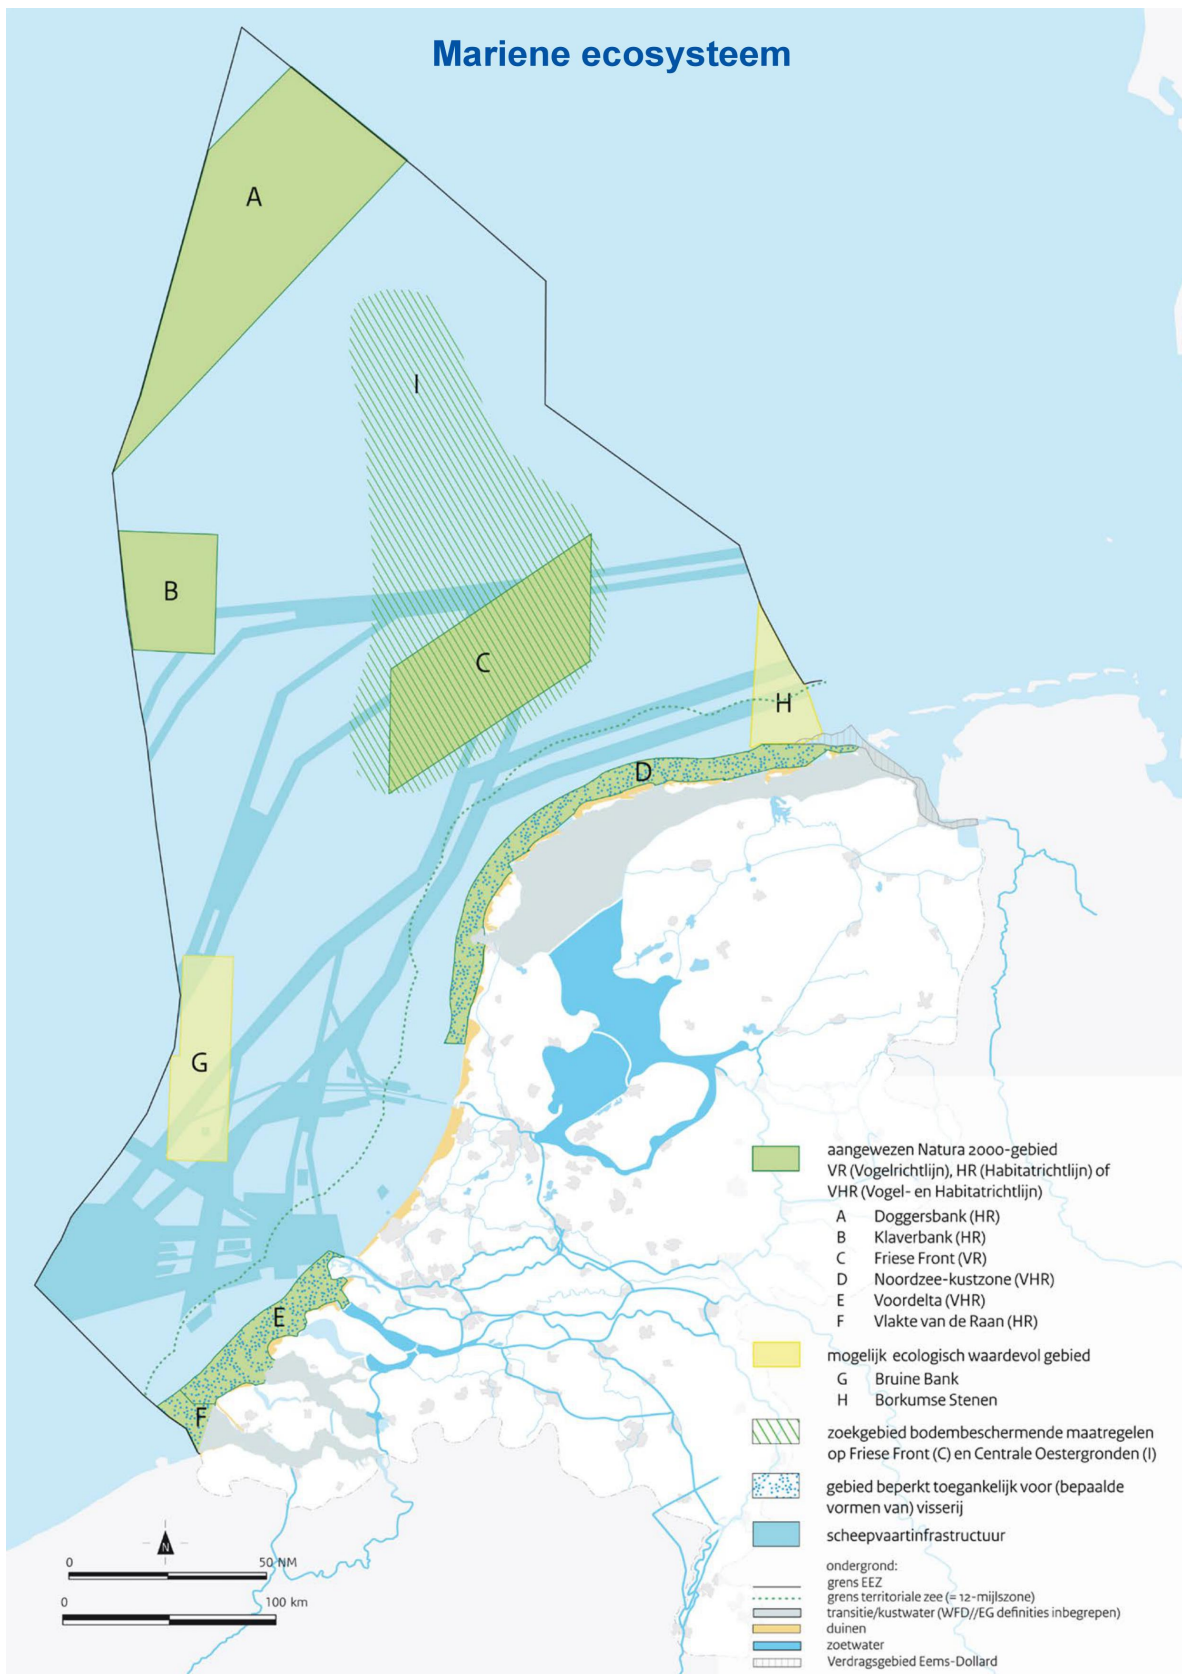 Mariene ecosysteem
A
I
B
C
H
D
G
E
F
aangewezen Natura 2000-gebied
VR (Vogelrichtlijn), HR (Habitatrichtlijn) of
VHR (Vogel- en Habitatrichtlijn)
A Doggersbank (HR)
B Klaverbank (HR)
C Friese Front (VR)
D Noordzee-kustzone (VHR)
E Voordelta (VHR)
F Vlakte van de Raan (HR)
mogelijk ecologisch waardevol gebied
G Bruine Bank
H Borkumse Stenen
zoekgebied bodembeschermende maatregelen
op Friese Front (C) en Centrale Oestergronden (I)
gebied beperkt toegankelijk voor (bepaalde
vormen van) visserij
scheepvaartinfrastructuur
ondergrond:
grens EEZ
grens territoriale zee (= 12-mijlszone)
transitie/kustwater (WFD//EG definities inbegrepen)
duinen
zoetwater
Verdragsgebied Eems-Dollard
N
0 50 NM
0 100 km